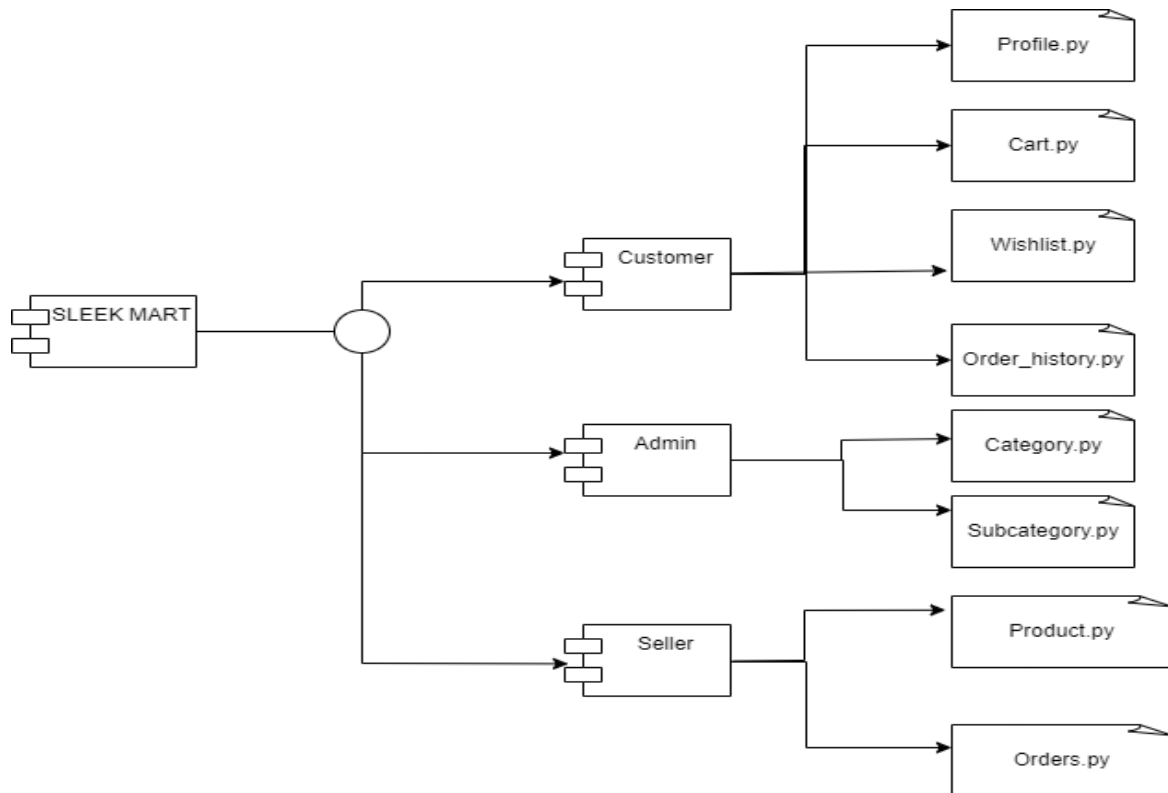 Profile.py
Cart.py
Customer
Wishlist.py
SLEEK MART
Order_history.py
Admin
Category.py
Subcategory.py
Seller
Product.py
Orders.py